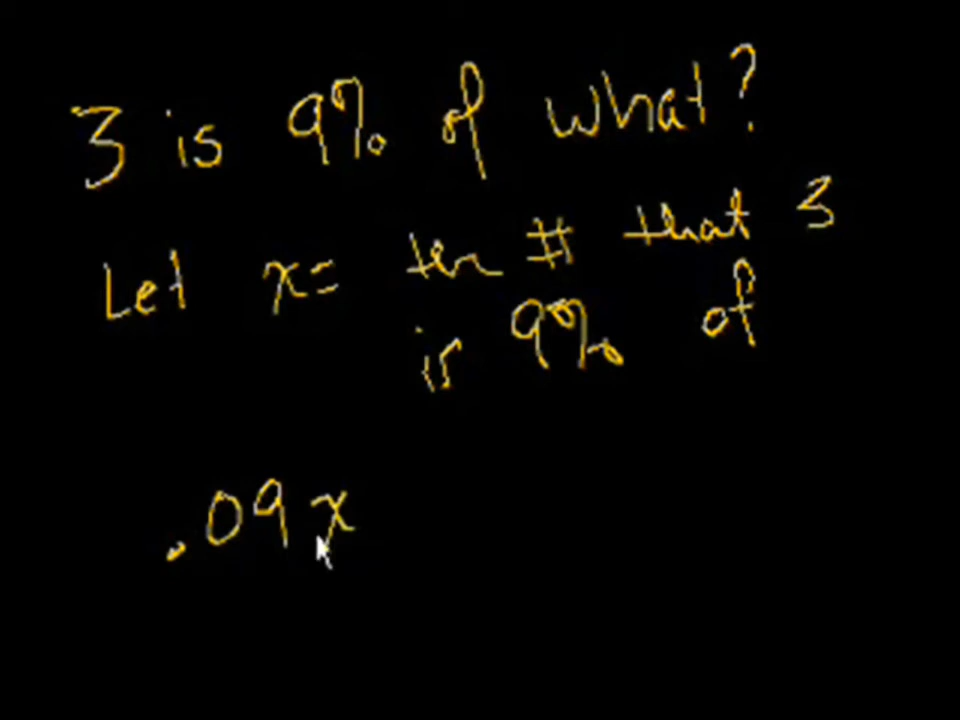 3 is 9% of what?
Let x = the # that 3
is 9% of
.09x